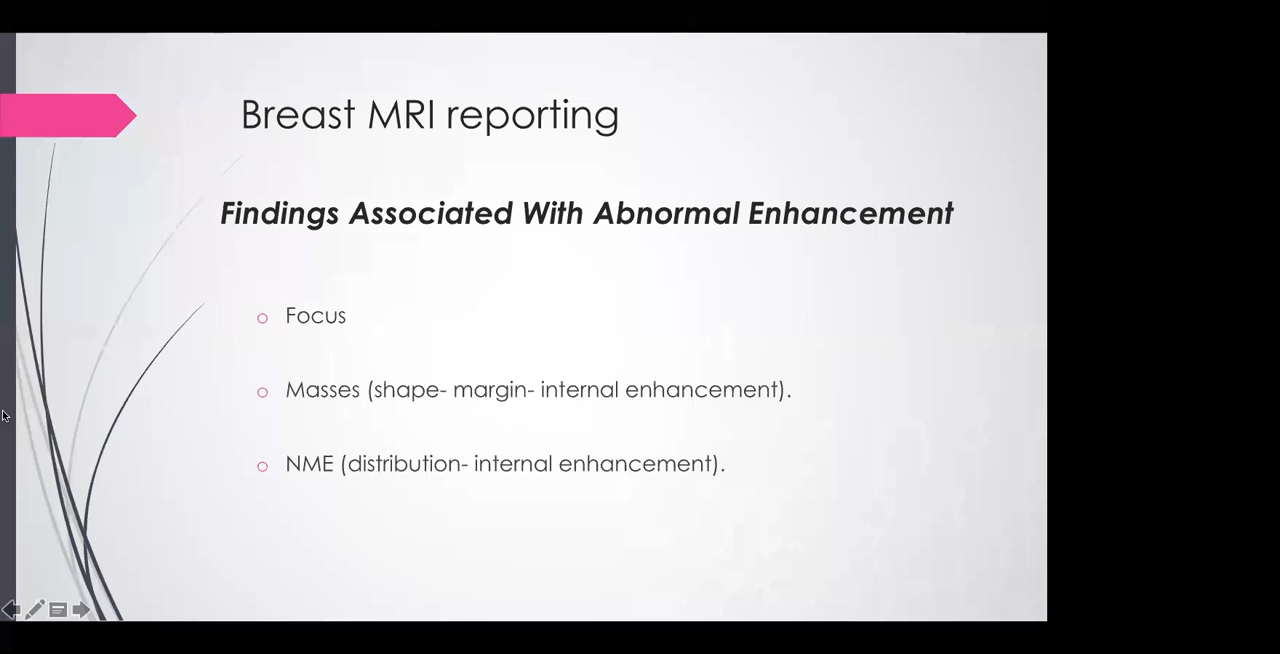 Breast MRI reporting
Findings Associated With Abnormal Enhancement
Focus
Masses (shape- margin- internal enhancement).
NME (distribution- internal enhancement).